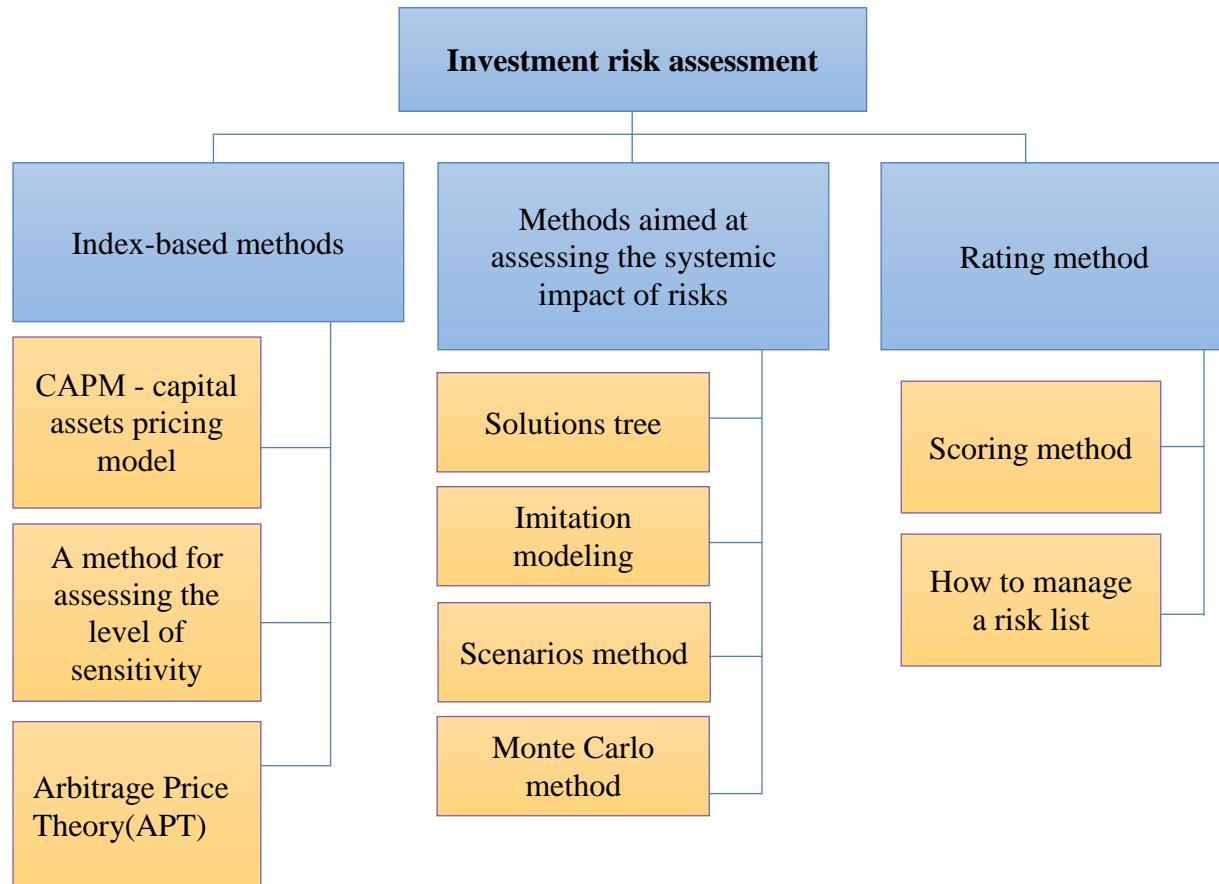 Investment risk assessment
Index-based methods
CAPM - capital
assets pricing
model
A method for
assessing the
level of
sensitivity
Arbitrage Price
Theory(APT)
Methods aimed at
assessing the systemic
impact of risks
Solutions tree
Imitation
modeling
Scenarios method
Monte Carlo
method
Rating method
Scoring method
How to manage
a risk list